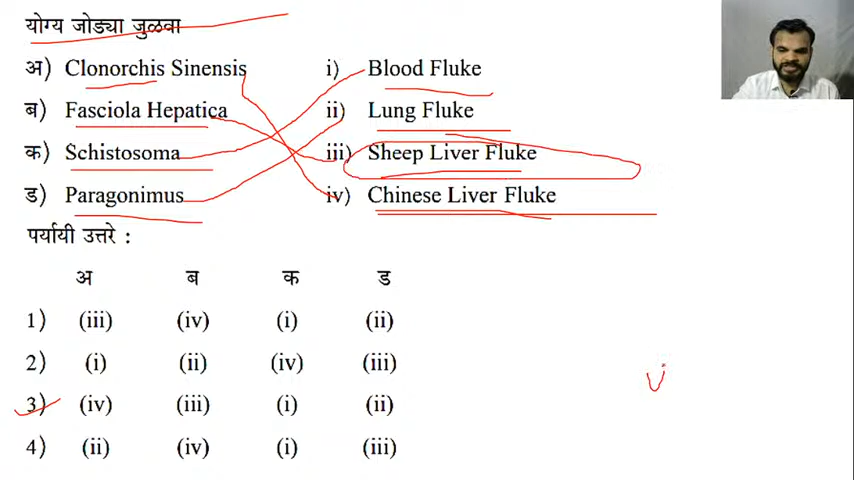 योग्य जोड्या जुळवा
अ) Clonorchis Sinensis i) Blood Fluke
ब) Fasciola Hepatica ii) Lung Fluke
क) Schistosoma iii) Sheep Liver Fluke
ड) Paragonimus iv) Chinese Liver Fluke
पर्यायी उत्तरे :
अ ब क ड
1) (iii) (iv) (i) (ii)
2) (i) (ii) (iv) (iii)
3) (iv) (iii) (i) (ii)
4) (ii) (iv) (i) (iii)